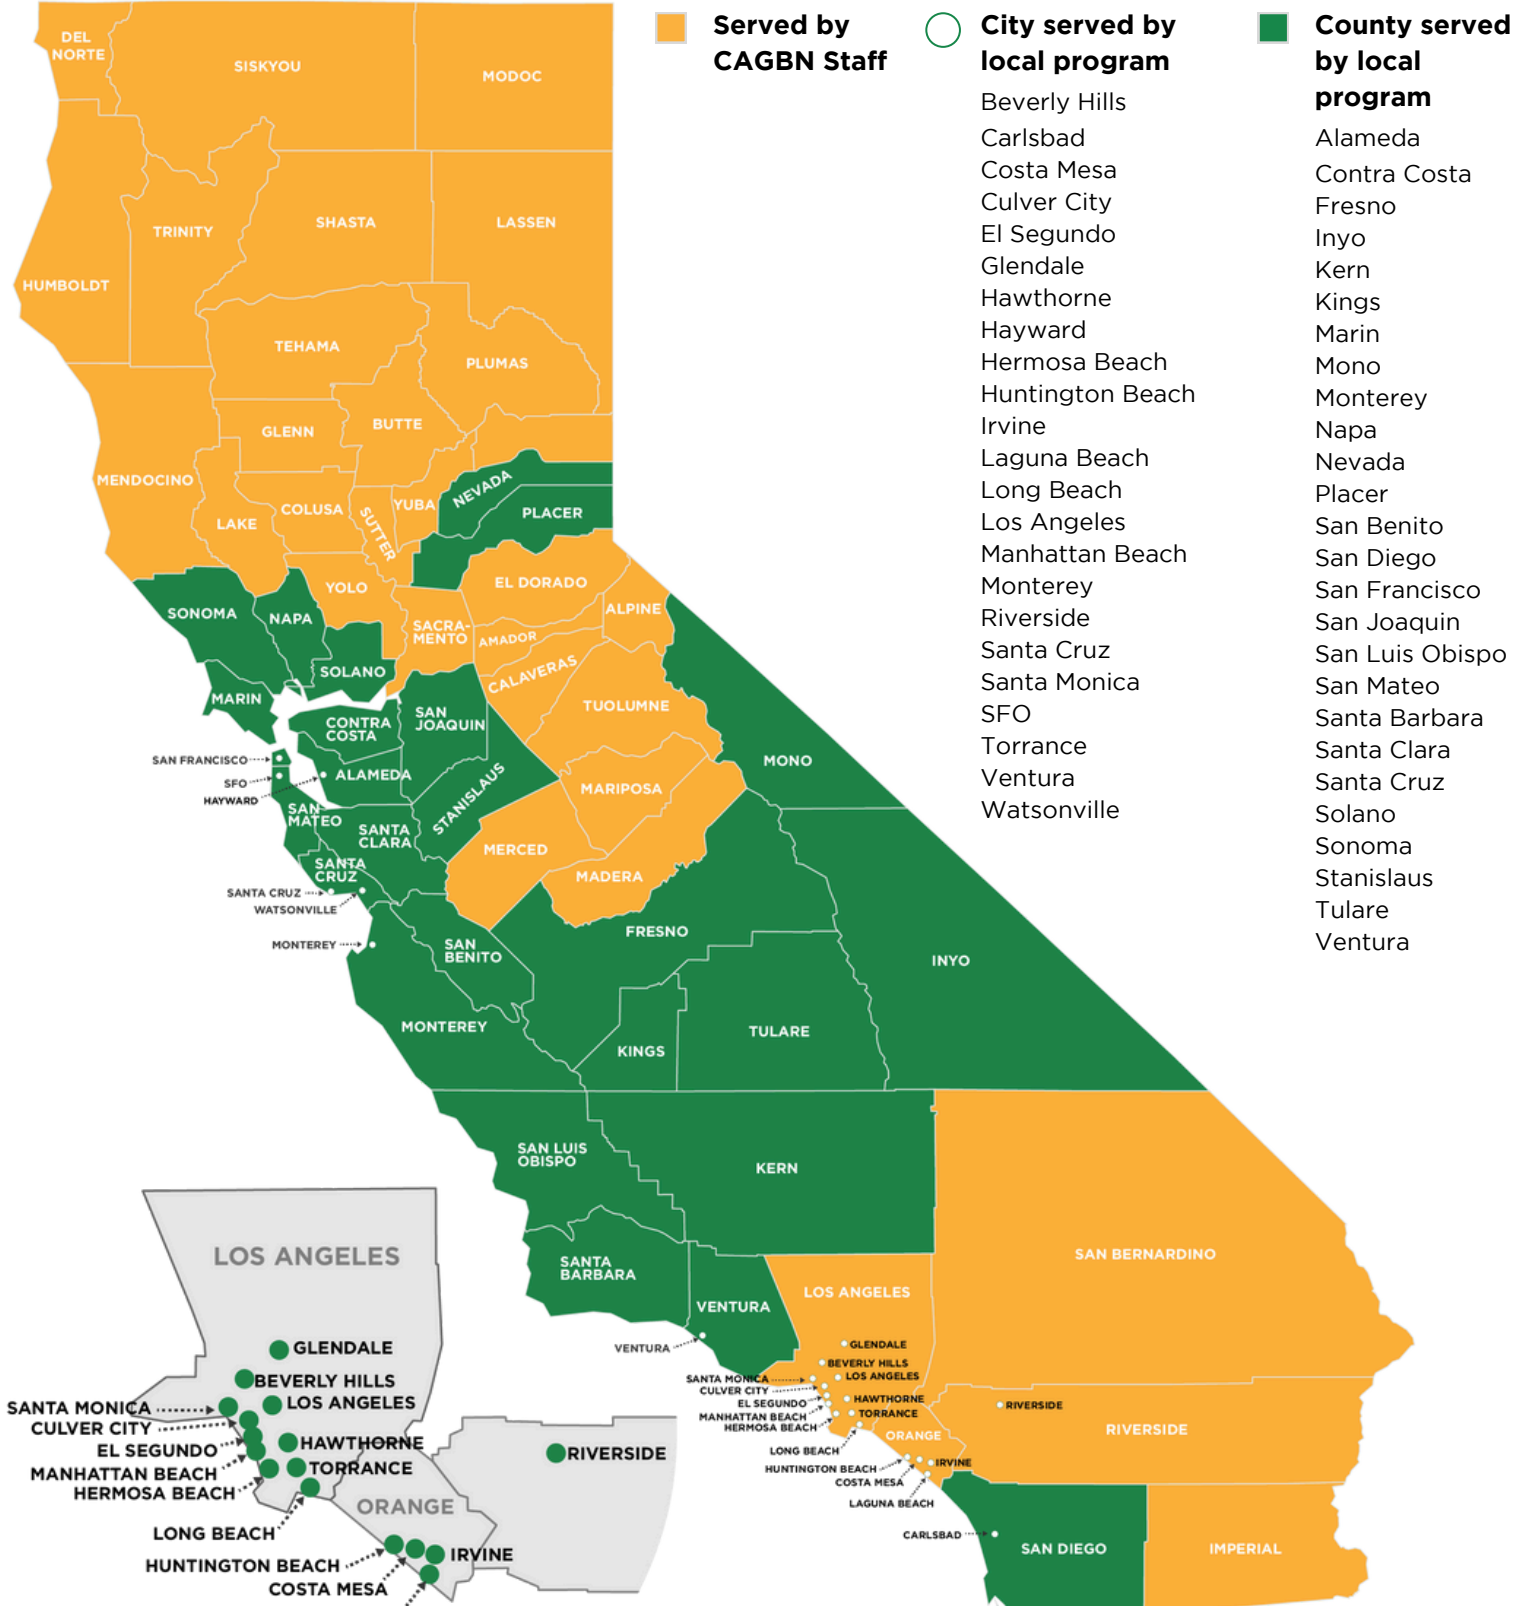 Served by
CAGBN Staff
City served by
local program
Beverly Hills
Carlsbad
Costa Mesa
Culver City
El Segundo
Glendale
Hawthorne
Hayward
Hermosa Beach
Huntington Beach
Irvine
Laguna Beach
Long Beach
Los Angeles
Manhattan Beach
Monterey
Riverside
Santa Cruz
Santa Monica
SFO
Torrance
Ventura
Watsonville
County served
by local
program
Alameda
Contra Costa
Fresno
Inyo
Kern
Kings
Marin
Mono
Monterey
Napa
Nevada
Placer
San Benito
San Diego
San Francisco
San Joaquin
San Luis Obispo
San Mateo
Santa Barbara
Santa Clara
Santa Cruz
Solano
Sonoma
Stanislaus
Tulare
Ventura
DEL
NORTE
SISKYOU
MODOC
TRINITY
SHASTA
LASSEN
HUMBOLDT
TEHAMA
PLUMAS
GLENN
BUTTE
MENDOCINO
LAKE
COLUSA
SUTTER
YUBA
NEVADA
PLACER
YOLO
EL DORADO
ALPINE
SONOMA
NAPA
SACRA-
MENTO
AMADOR
SOLANO
CALAVERAS
MARIN
TUOLUMNE
CONTRA
COSTA
SAN
JOAQUIN
SAN FRANCISCO
SFO
HAYWARD
ALAMEDA
MONO
STANISLAUS
MARIPOSA
SAN
MATEO
SANTA
CLARA
MERCED
SANTA
CRUZ
MADERA
SANTA CRUZ
WATSONVILLE
MONTEREY
SAN
BENITO
FRESNO
INYO
MONTEREY
KINGS
TULARE
SAN LUIS
OBISPO
KERN
SANTA
BARBARA
VENTURA
VENTURA
LOS ANGELES
SAN BERNARDINO
GLENDALE
BEVERLY HILLS
SANTA MONICA
LOS ANGELES
CULVER CITY
EL SEGUNDO
HAWTHORNE
MANHATTAN BEACH
TORRANCE
HERMOSA BEACH
RIVERSIDE
RIVERSIDE
ORANGE
LONG BEACH
HUNTINGTON BEACH
IRVINE
COSTA MESA
LAGUNA BEACH
CARLSBAD
SAN DIEGO
IMPERIAL
LOS ANGELES
GLENDALE
BEVERLY HILLS
SANTA MONICA
LOS ANGELES
CULVER CITY
EL SEGUNDO
HAWTHORNE
MANHATTAN BEACH
TORRANCE
HERMOSA BEACH
RIVERSIDE
ORANGE
LONG BEACH
HUNTINGTON BEACH
IRVINE
COSTA MESA